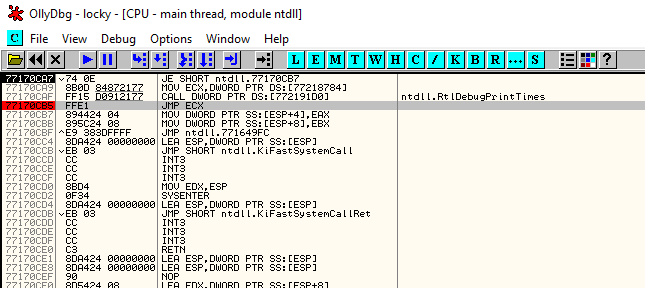 OllyDbg - locky - [CPU - main thread, module ntdll]
C File View Debug Options Window Help
L E M T W H C / K B R ... S
77170CA7 74 0E JE SHORT ntdll.77170CB7
77170CA9 8B0D 84872177 MOV ECX,DWORD PTR DS:[77218784]
77170CAF FF15 D0912177 CALL DWORD PTR DS:[772191D0] ntdll.RtlDebugPrintTimes
77170CB5 FFE1 JMP ECX
77170CB7 894424 04 MOV DWORD PTR SS:[ESP+4],EAX
77170CBB 895C24 08 MOV DWORD PTR SS:[ESP+8],EBX
77170CBF E9 383DFFFF JMP ntdll.771649FC
77170CC4 8DA424 00000000 LEA ESP,DWORD PTR SS:[ESP]
77170CCB EB 03 JMP SHORT ntdll.KiFastSystemCall
77170CCD CC INT3
77170CCE CC INT3
77170CCF CC INT3
77170CD0 8BD4 MOV EDX,ESP
77170CD2 0F34 SYSENTER
77170CD4 8DA424 00000000 LEA ESP,DWORD PTR SS:[ESP]
77170CDB EB 03 JMP SHORT ntdll.KiFastSystemCallRet
77170CDD CC INT3
77170CDE CC INT3
77170CDF CC INT3
77170CE0 C3 RETN
77170CE1 8DA424 00000000 LEA ESP,DWORD PTR SS:[ESP]
77170CE8 8DA424 00000000 LEA ESP,DWORD PTR SS:[ESP]
77170CEF 90 NOP
77170CF0 8D5424 08 LEA EDX,DWORD PTR SS:[ESP+8]